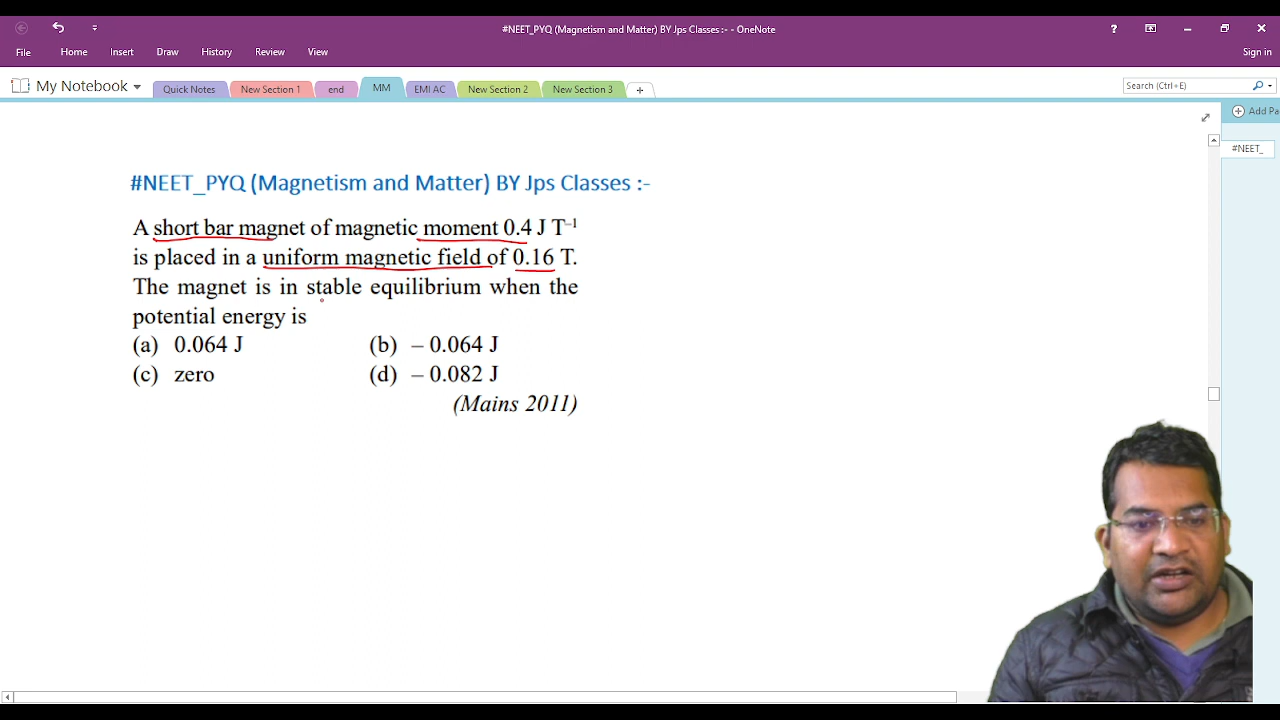 #NEET_PYQ (Magnetism and Matter) BY Jps Classes :- - OneNote
?
File Home Insert Draw History Review View Sign in
My Notebook Quick Notes New Section 1 end MM EMI AC New Section 2 New Section 3 + Search (Ctrl+E)
Add Pa
#NEET_
#NEET_PYQ (Magnetism and Matter) BY Jps Classes :-
A short bar magnet of magnetic moment 0.4 J T⁻¹
is placed in a uniform magnetic field of 0.16 T.
The magnet is in stable equilibrium when the
potential energy is
(a) 0.064 J (b) – 0.064 J
(c) zero (d) – 0.082 J
(Mains 2011)